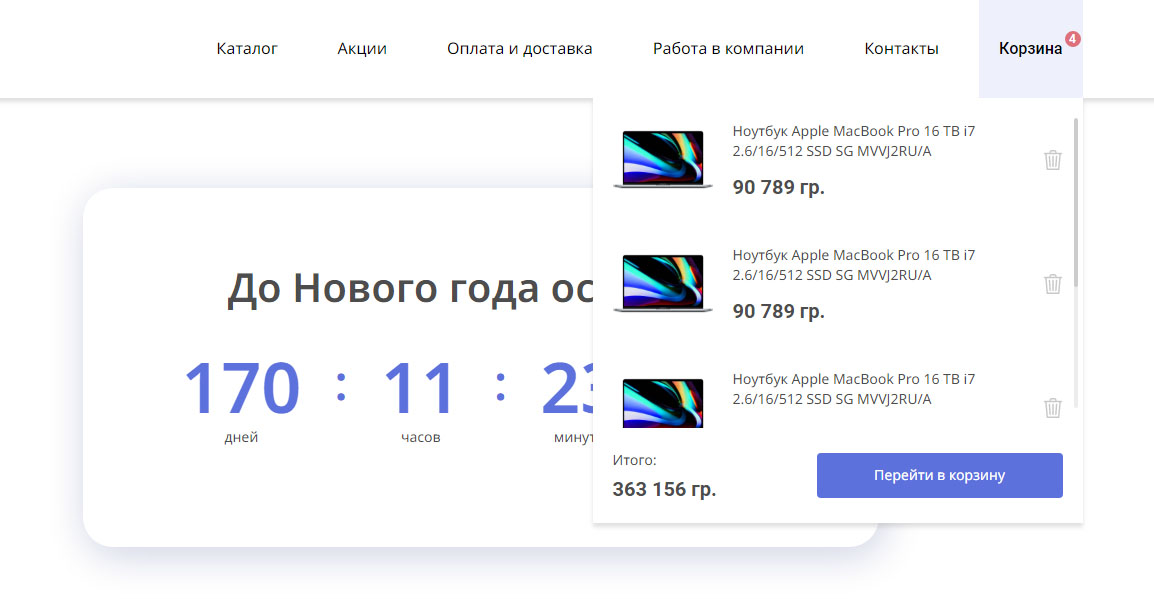 Каталог
Акции
Оплата и доставка
Работа в компании
Контакты
Корзина
4
Ноутбук Apple MacBook Pro 16 TB i7
2.6/16/512 SSD SG MVVJ2RU/A
90 789 гр.
Ноутбук Apple MacBook Pro 16 TB i7
2.6/16/512 SSD SG MVVJ2RU/A
90 789 гр.
Ноутбук Apple MacBook Pro 16 TB i7
2.6/16/512 SSD SG MVVJ2RU/A
Итого:
363 156 гр.
Перейти в корзину
До Нового года ос
170 : 11 : 23
дней
часов
минут